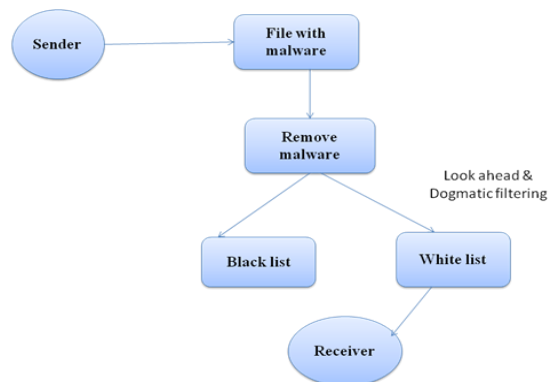 Sender
File with
malware
Remove
malware
Look ahead &
Dogmatic filtering
Black list
White list
Receiver